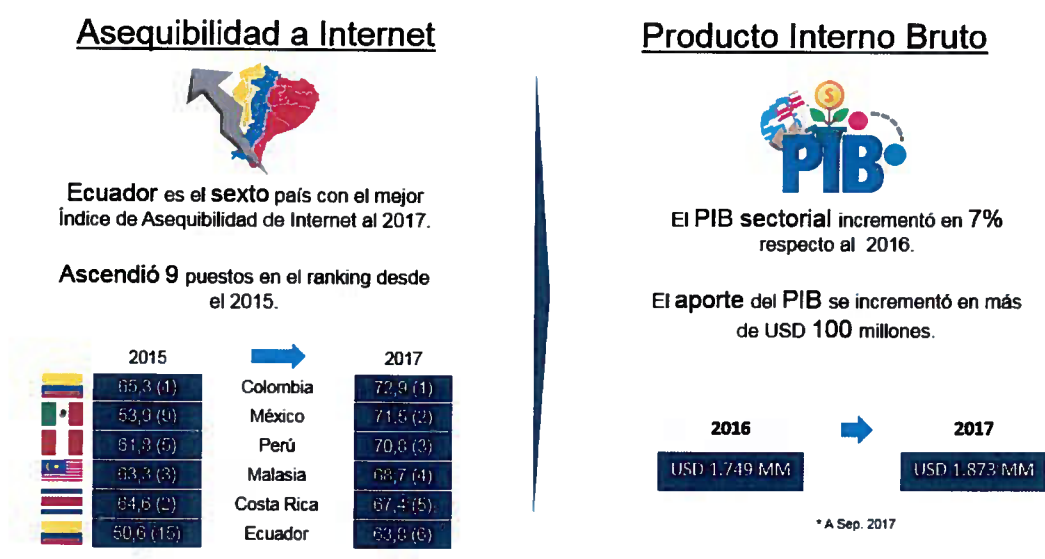 Asequibilidad a Internet
Ecuador es el sexto país con el mejor
Índice de Asequibilidad de Internet al 2017.
Ascendió 9 puestos en el ranking desde
el 2015.
2015 2017
65,3 (1) Colombia 72,9 (1)
53,9 (9) México 71,5 (2)
61,8 (5) Perú 70,8 (3)
63,3 (3) Malasia 68,7 (4)
64,6 (2) Costa Rica 67,4 (5)
50,6 (15) Ecuador 63,8 (6)
Producto Interno Bruto
PIB
El PIB sectorial incrementó en 7%
respecto al 2016.
El aporte del PIB se incrementó en más
de USD 100 millones.
2016 2017
USD 1.749 MM USD 1.873 MM
* A Sep. 2017